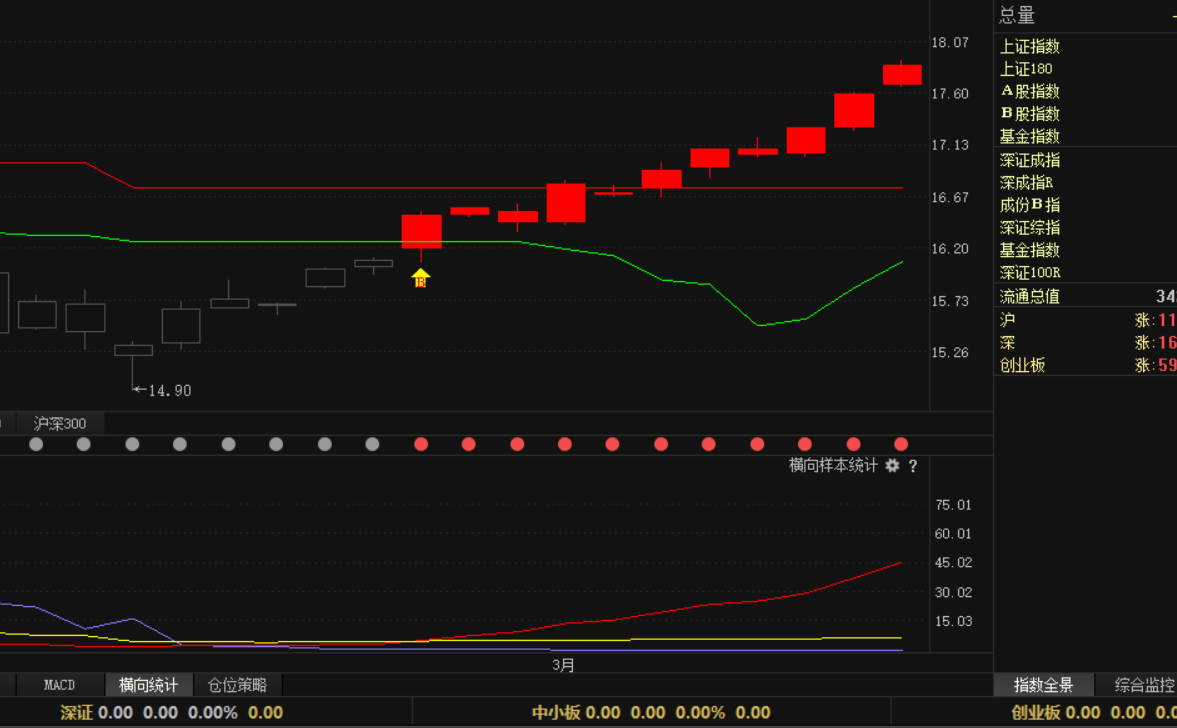 18.07
17.60
17.13
16.67
16.20
15.73
15.26
B
←14.90
沪深300
横向样本统计 ?
75.01
60.01
45.02
30.02
15.03
3月
MACD 横向统计 仓位策略
总量
上证指数
上证180
A股指数
B股指数
基金指数
深证成指
深成指R
成份B指
深证综指
基金指数
深证100R
流通总值 34
沪 涨:11
深 涨:16
创业板 涨:59
指数全景 综合监控
深证 0.00 0.00 0.00% 0.00 中小板 0.00 0.00 0.00% 0.00 创业板 0.00 0.00 0.0